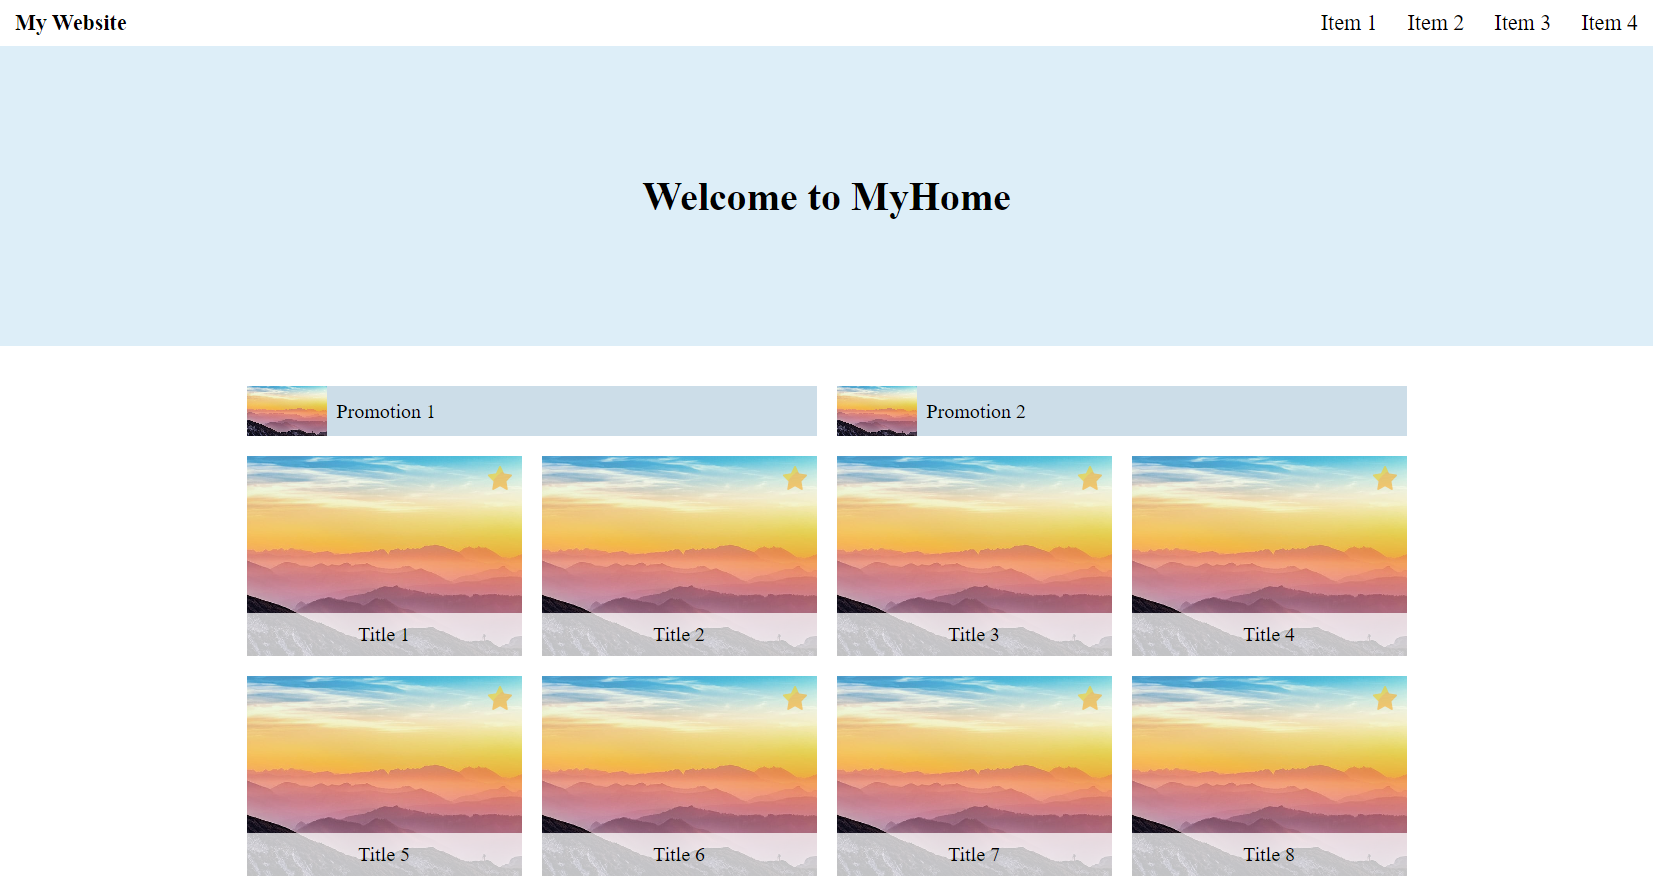 My Website
Item 1 Item 2 Item 3 Item 4
Welcome to MyHome
Promotion 1
Promotion 2
Title 1
Title 2
Title 3
Title 4
Title 5
Title 6
Title 7
Title 8